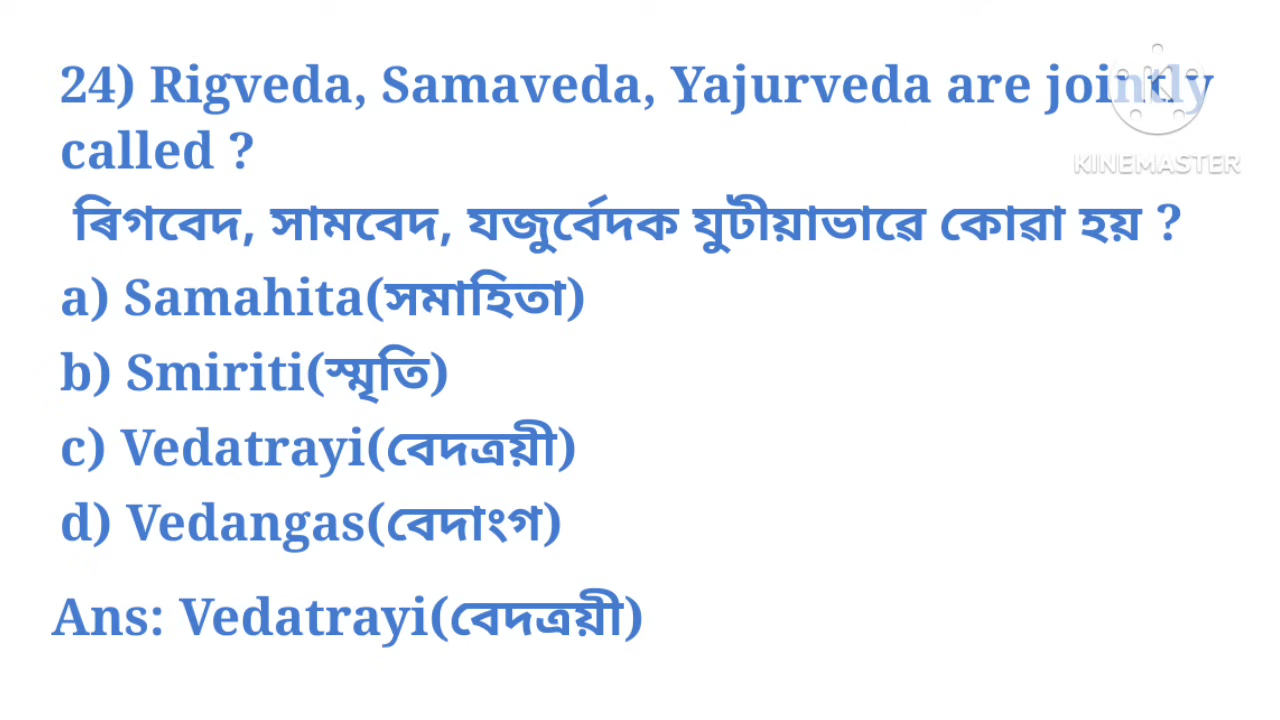 24) Rigveda, Samaveda, Yajurveda are jointly
called ?
ৰিগবেদ, সামবেদ, যজুৰ্বেদক যুটীয়াভাৱে কোৱা হয় ?
a) Samahita(সমাহিতা)
b) Smiriti(স্মৃতি)
c) Vedatrayi(বেদত্ৰয়ী)
d) Vedangas(বেদাংগ)
Ans: Vedatrayi(বেদত্ৰয়ী)
KINEMASTER